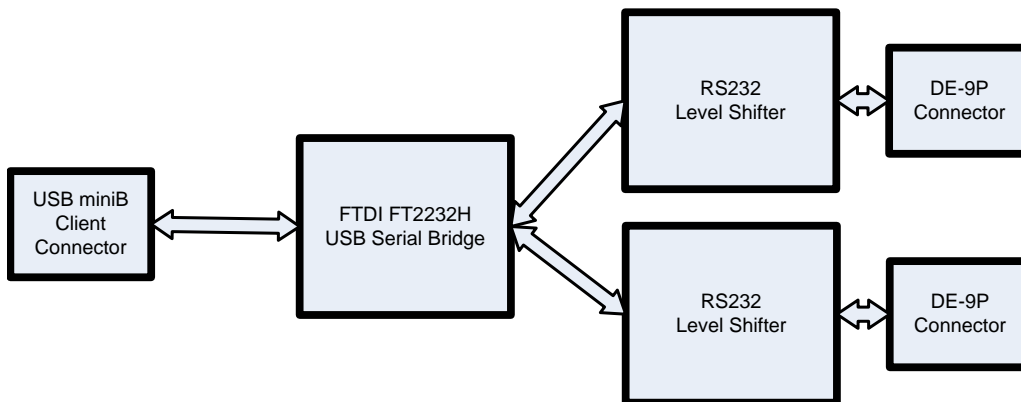 RS232
Level Shifter
DE-9P
Connector
USB miniB
Client
Connector
FTDI FT2232H
USB Serial Bridge
RS232
Level Shifter
DE-9P
Connector